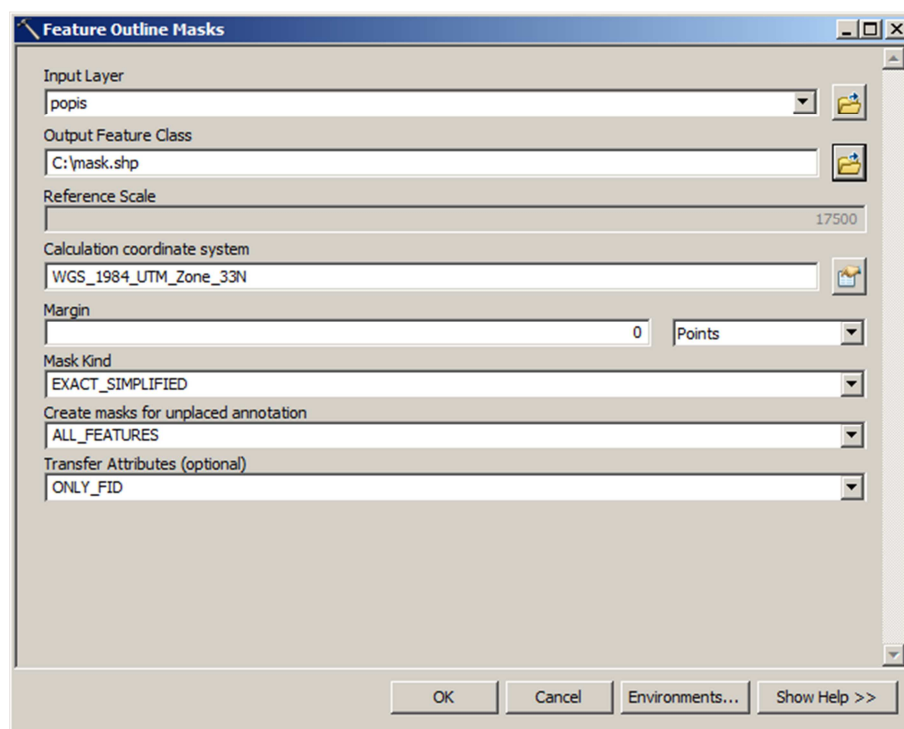 Feature Outline Masks
Input Layer
popis
Output Feature Class
C:\mask.shp
Reference Scale
17500
Calculation coordinate system
WGS_1984_UTM_Zone_33N
Margin
0 Points
Mask Kind
EXACT_SIMPLIFIED
Create masks for unplaced annotation
ALL_FEATURES
Transfer Attributes (optional)
ONLY_FID
OK Cancel Environments... Show Help >>